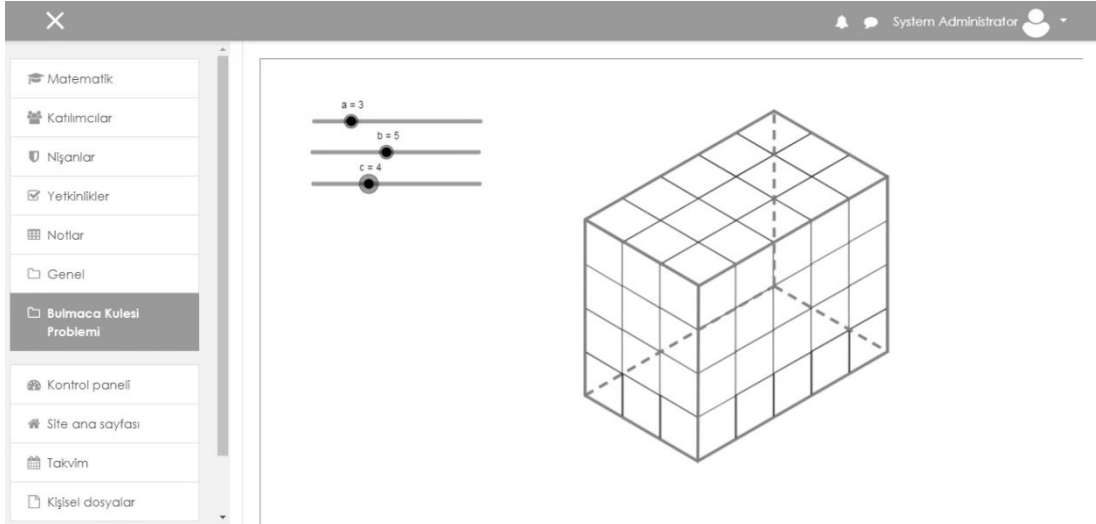 System Administrator
Matematik
Katılımcılar
Nişanlar
Yetkinlikler
Notlar
Genel
Bulmaca Kulesi
Problemi
Kontrol paneli
Site ana sayfası
Takvim
Kişisel dosyalar
a = 3
b = 5
c = 4